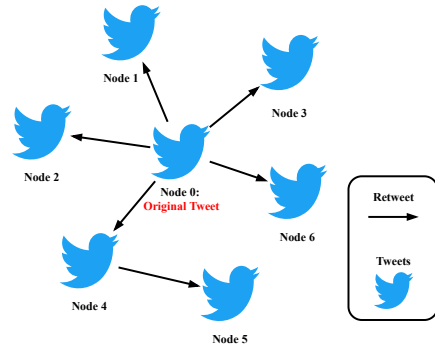 Node 1
Node 3
Node 2
Node 0:
Original Tweet
Node 6
Retweet
Tweets
Node 4
Node 5